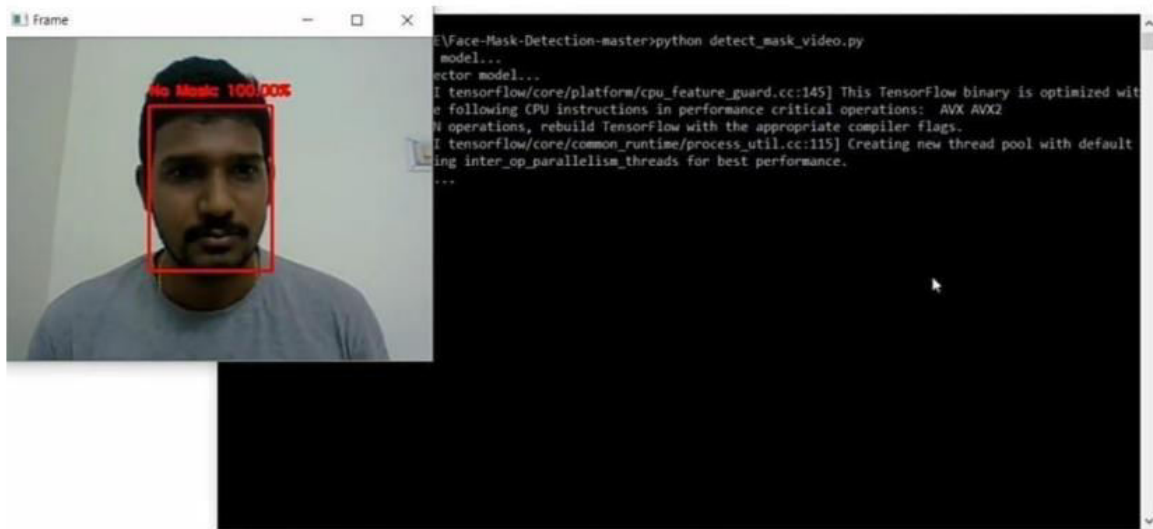 Frame
No Mask: 100.00%
E\Face-Mask-Detection-master>python detect_mask_video.py
model...
ector model...
I tensorflow/core/platform/cpu_feature_guard.cc:145] This TensorFlow binary is optimized wit
e following CPU instructions in performance critical operations:  AVX AVX2
N operations, rebuild TensorFlow with the appropriate compiler flags.
I tensorflow/core/common_runtime/process_util.cc:115] Creating new thread pool with default
ing inter_op_parallelism_threads for best performance.
...